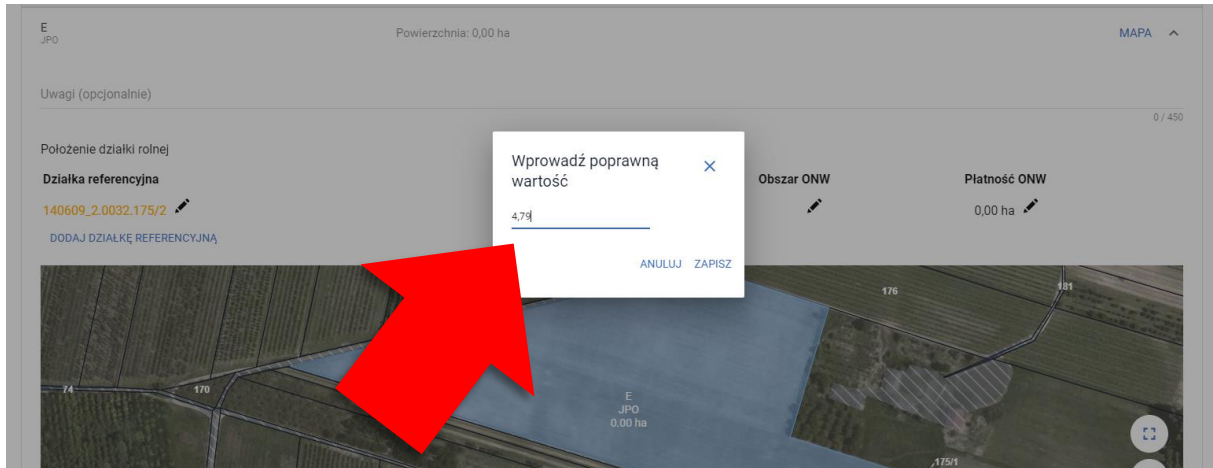 E
JPO
Powierzchnia: 0,00 ha
MAPA
Uwagi (opcjonalnie)
0 / 450
Położenie działki rolnej
Działka referencyjna
Obszar ONW
Płatność ONW
140609_2.0032.175/2
0,00 ha
DODAJ DZIAŁKĘ REFERENCYJNĄ
Wprowadź poprawną
wartość
4,79
ANULUJ ZAPISZ
176
181
74
170
E
JPO
0.00 ha
175/1